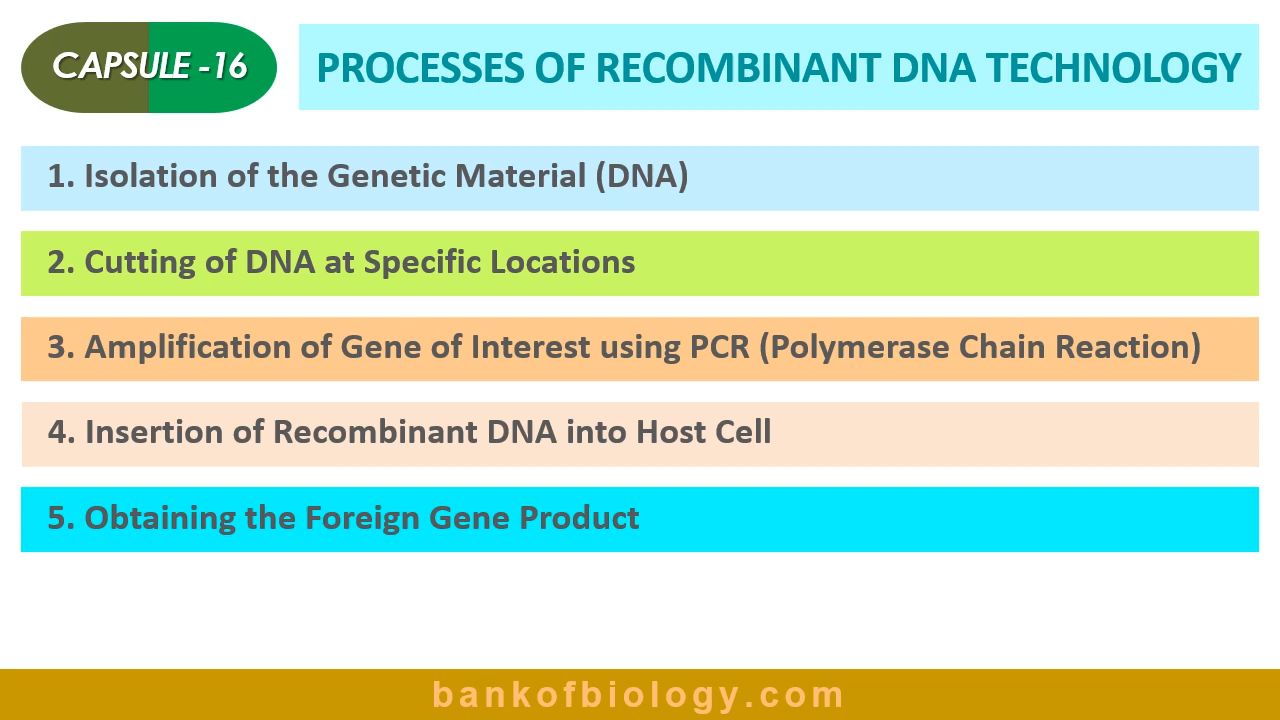 CAPSULE -16
PROCESSES OF RECOMBINANT DNA TECHNOLOGY
1. Isolation of the Genetic Material (DNA)
2. Cutting of DNA at Specific Locations
3. Amplification of Gene of Interest using PCR (Polymerase Chain Reaction)
4. Insertion of Recombinant DNA into Host Cell
5. Obtaining the Foreign Gene Product
bankofbiology.com